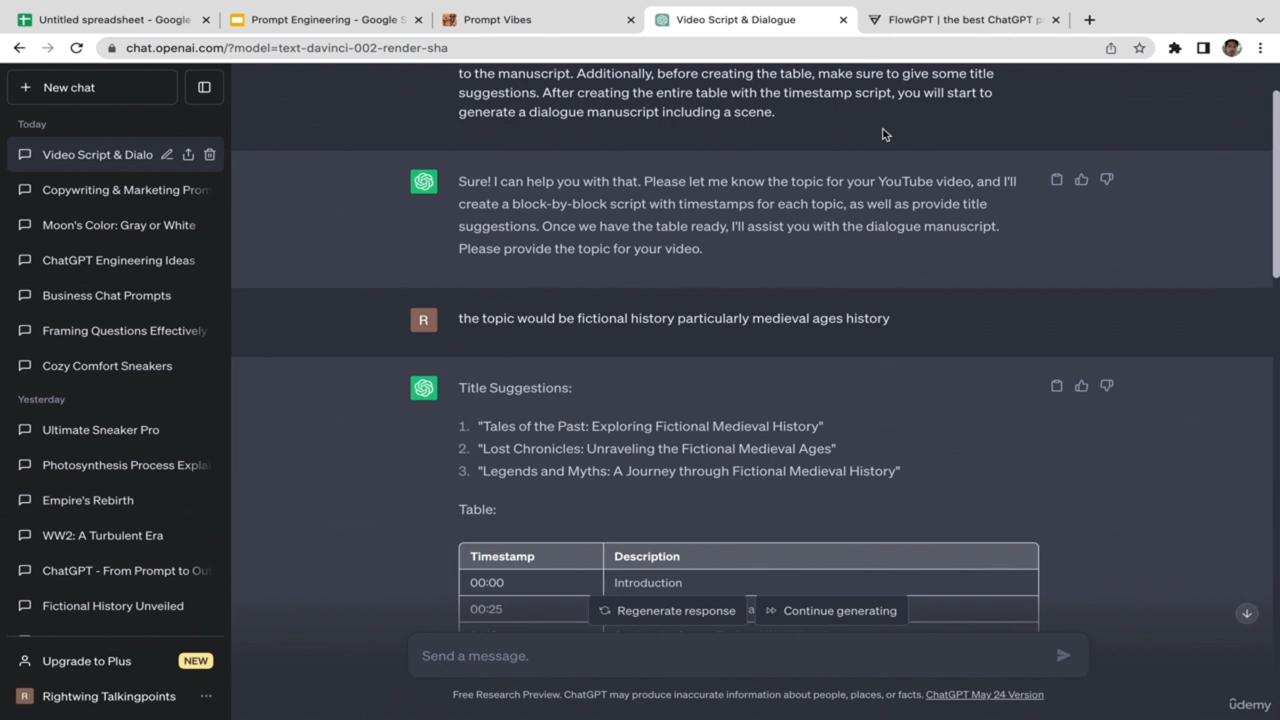 Untitled spreadsheet - Google
Prompt Engineering - Google S
Prompt Vibes
Video Script & Dialogue
FlowGPT | the best ChatGPT p
chat.openai.com/?model=text-davinci-002-render-sha
New chat
Today
Video Script & Dialo
Copywriting & Marketing Prom
Moon's Color: Gray or White
ChatGPT Engineering Ideas
Business Chat Prompts
Framing Questions Effectively
Cozy Comfort Sneakers
Yesterday
Ultimate Sneaker Pro
Photosynthesis Process Expla
Empire's Rebirth
WW2: A Turbulent Era
ChatGPT - From Prompt to Ou
Fictional History Unveiled
Upgrade to Plus NEW
R Rightwing Talkingpoints
to the manuscript. Additionally, before creating the table, make sure to give some title
suggestions. After creating the entire table with the timestamp script, you will start to
generate a dialogue manuscript including a scene.
Sure! I can help you with that. Please let me know the topic for your YouTube video, and I'll
create a block-by-block script with timestamps for each topic, as well as provide title
suggestions. Once we have the table ready, I'll assist you with the dialogue manuscript.
Please provide the topic for your video.
R the topic would be fictional history particularly medieval ages history
Title Suggestions:
1. "Tales of the Past: Exploring Fictional Medieval History"
2. "Lost Chronicles: Unraveling the Fictional Medieval Ages"
3. "Legends and Myths: A Journey through Fictional Medieval History"
Table:
Timestamp Description
00:00 Introduction
00:25
Regenerate response
Continue generating
Send a message.
Free Research Preview. ChatGPT may produce inaccurate information about people, places, or facts. ChatGPT May 24 Version
ûdemy